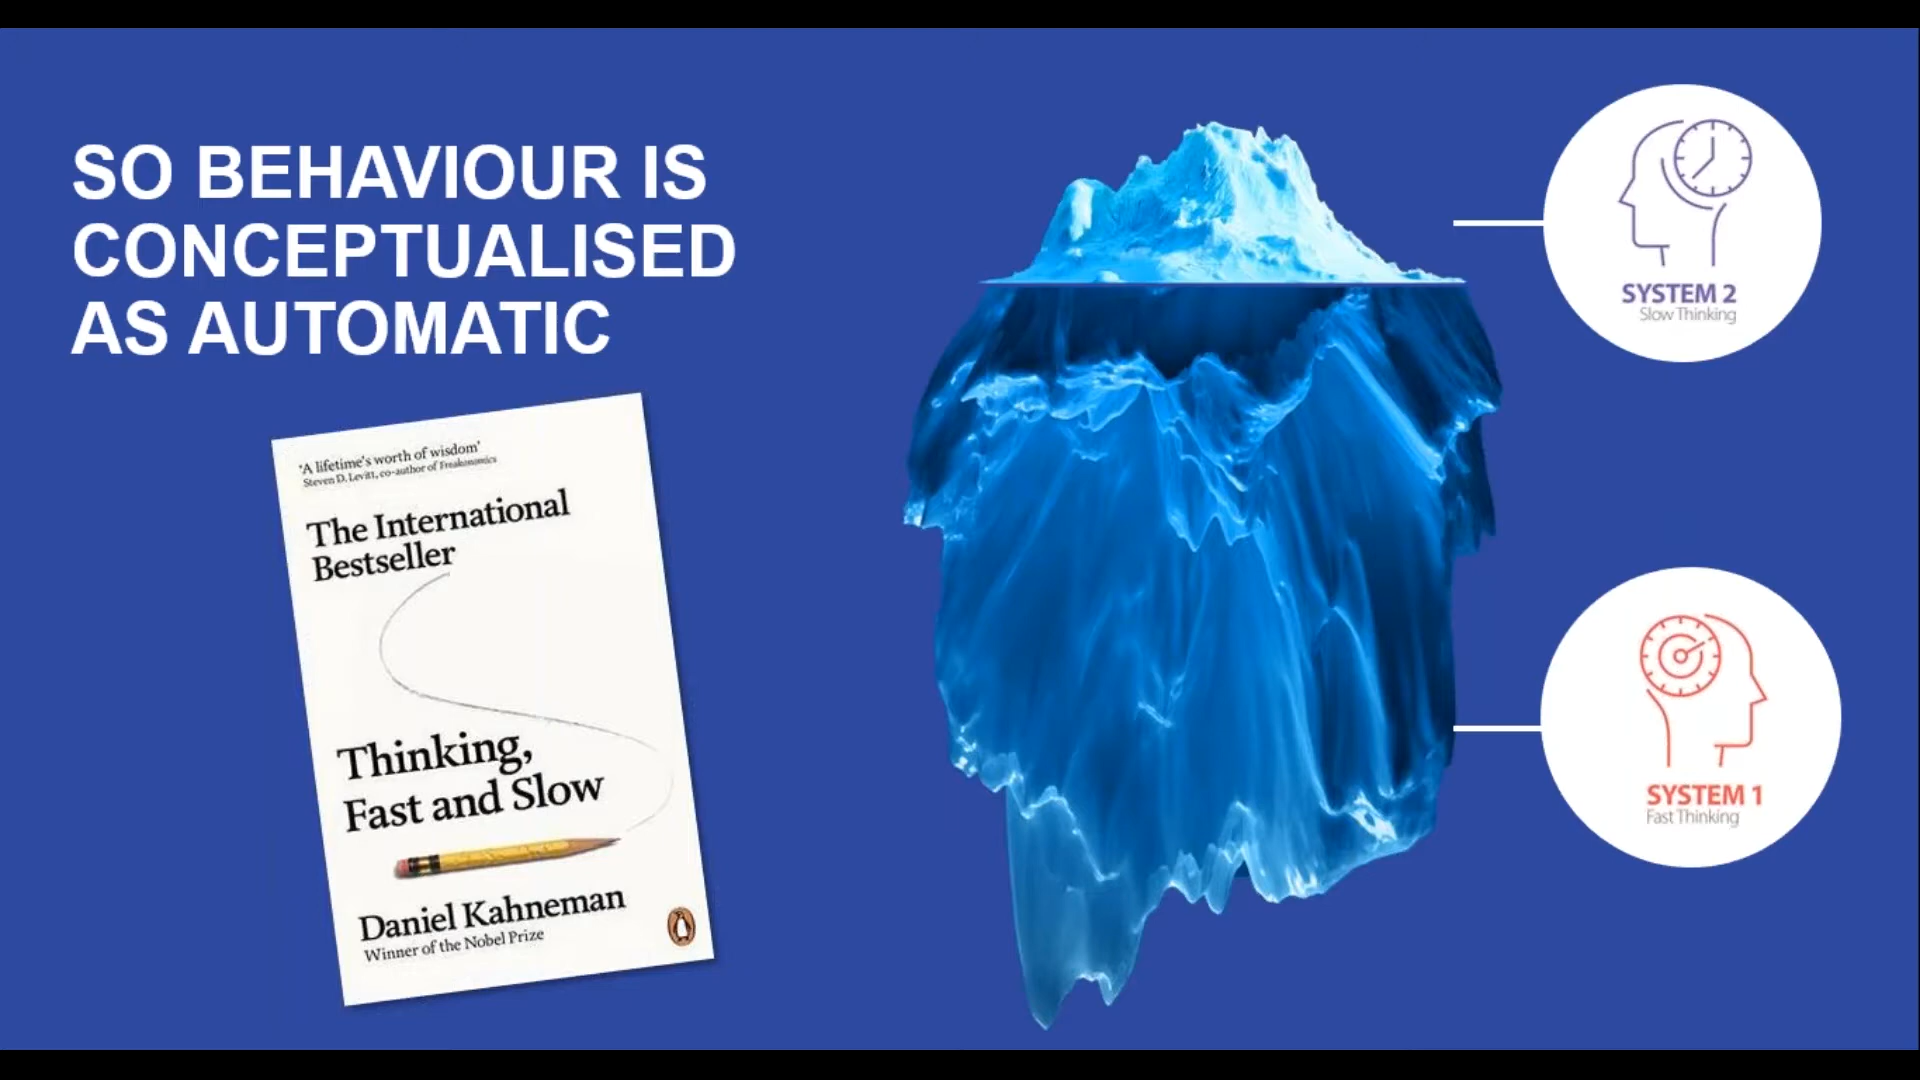 SO BEHAVIOUR IS
CONCEPTUALISED
AS AUTOMATIC
'A lifetime's worth of wisdom'
Steven D. Levitt, co-author of Freakonomics
The International
Bestseller
Thinking,
Fast and Slow
Daniel Kahneman
Winner of the Nobel Prize
SYSTEM 2
Slow Thinking
SYSTEM 1
Fast Thinking